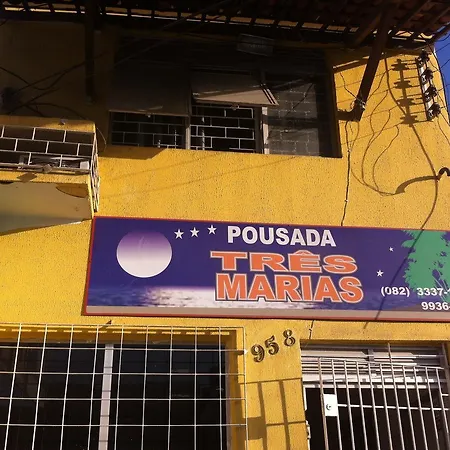 POUSADA
TRÊS
MARIAS
(082) 3337-
9936-
958